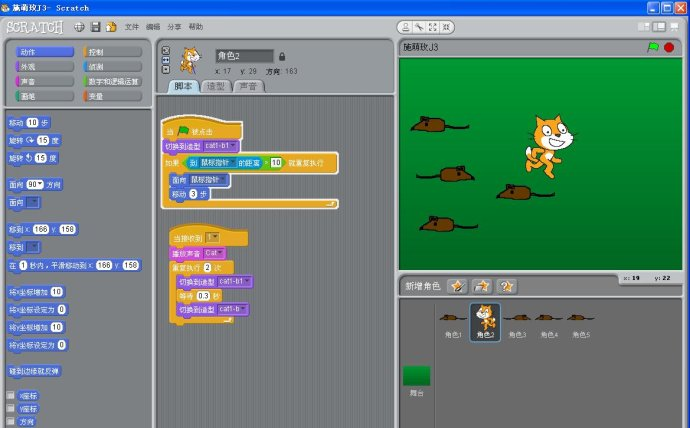 施萌玫J3- Scratch
SCRATCH 文件 编辑 分享 帮助
动作 控制
外观 侦测
声音 数字和逻辑运算
画笔 变量
移动 10 步
旋转 15 度
旋转 15 度
面向 90 方向
面向
移到 x: 166 y: 158
移到
在 1 秒内，平滑移动到 x: 166 y: 158
将x坐标增加 10
将x坐标设定为 0
将y坐标增加 10
将y坐标设定为 0
碰到边缘就反弹
x座标
y座标
方向
角色2
x: 17 y: 29 方向: 163
脚本 造型 声音
当 被点击
切换到造型 cat1-b1
如果 到 鼠标指针 的距离 > 10 就重复执行
面向 鼠标指针
移动 3 步
当接收到 1
播放声音 Cat
重复执行 2 次
切换到造型 cat1-b1
等待 0.3 秒
切换到造型 cat1-b
施萌玫J3
x: 19 y: 22
新增角色
角色1 角色2 角色3 角色4 角色5
舞台